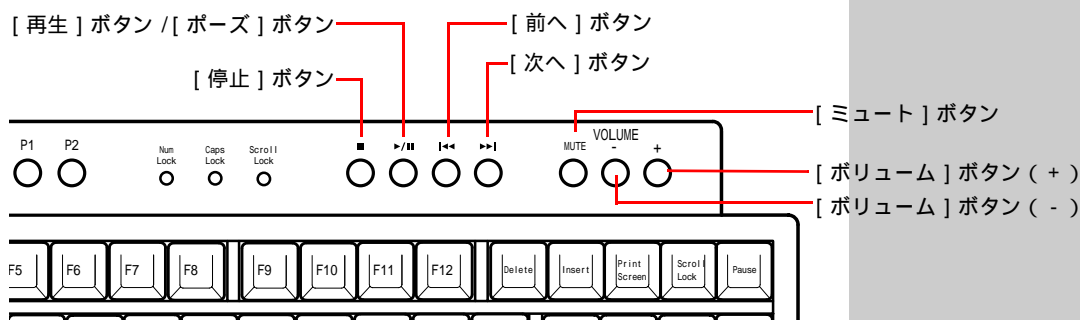 [ 再生 ] ボタン /[ ポーズ ] ボタン
[ 前へ ] ボタン
[ 停止 ] ボタン
[ 次へ ] ボタン
[ ミュート ] ボタン
P1 P2
Num Lock
Caps Lock
Scroll Lock
MUTE
VOLUME
- +
[ ボリューム ] ボタン ( + )
[ ボリューム ] ボタン ( - )
F5 F6 F7 F8 F9 F10 F11 F12 Delete Insert Print Screen Scroll Lock Pause